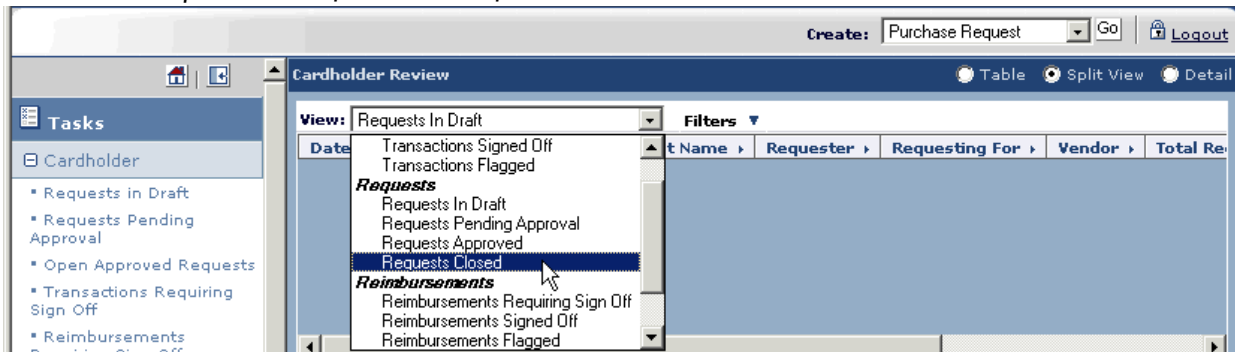 Create: Purchase Request Go Logout
Cardholder Review Table Split View Detail
Tasks
View: Requests In Draft Filters
Date t Name Requester Requesting For Vendor Total Re
Transactions Signed Off
Transactions Flagged
Requests
Requests In Draft
Requests Pending Approval
Requests Approved
Requests Closed
Reimbursements
Reimbursements Requiring Sign Off
Reimbursements Signed Off
Reimbursements Flagged
Cardholder
Requests in Draft
Requests Pending
Approval
Open Approved Requests
Transactions Requiring
Sign Off
Reimbursements